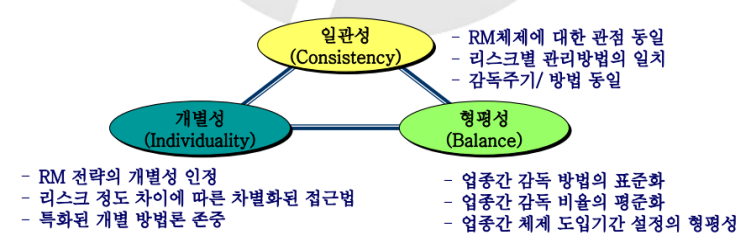 일관성
(Consistency)
- RM체제에 대한 관점 동일
- 리스크별 관리방법의 일치
- 감독주기/ 방법 동일
개별성
(Individuality)
형평성
(Balance)
- RM 전략의 개별성 인정
- 리스크 정도 차이에 따른 차별화된 접근법
- 특화된 개별 방법론 존중
- 업종간 감독 방법의 표준화
- 업종간 감독 비율의 평준화
- 업종간 체제 도입기간 설정의 형평성